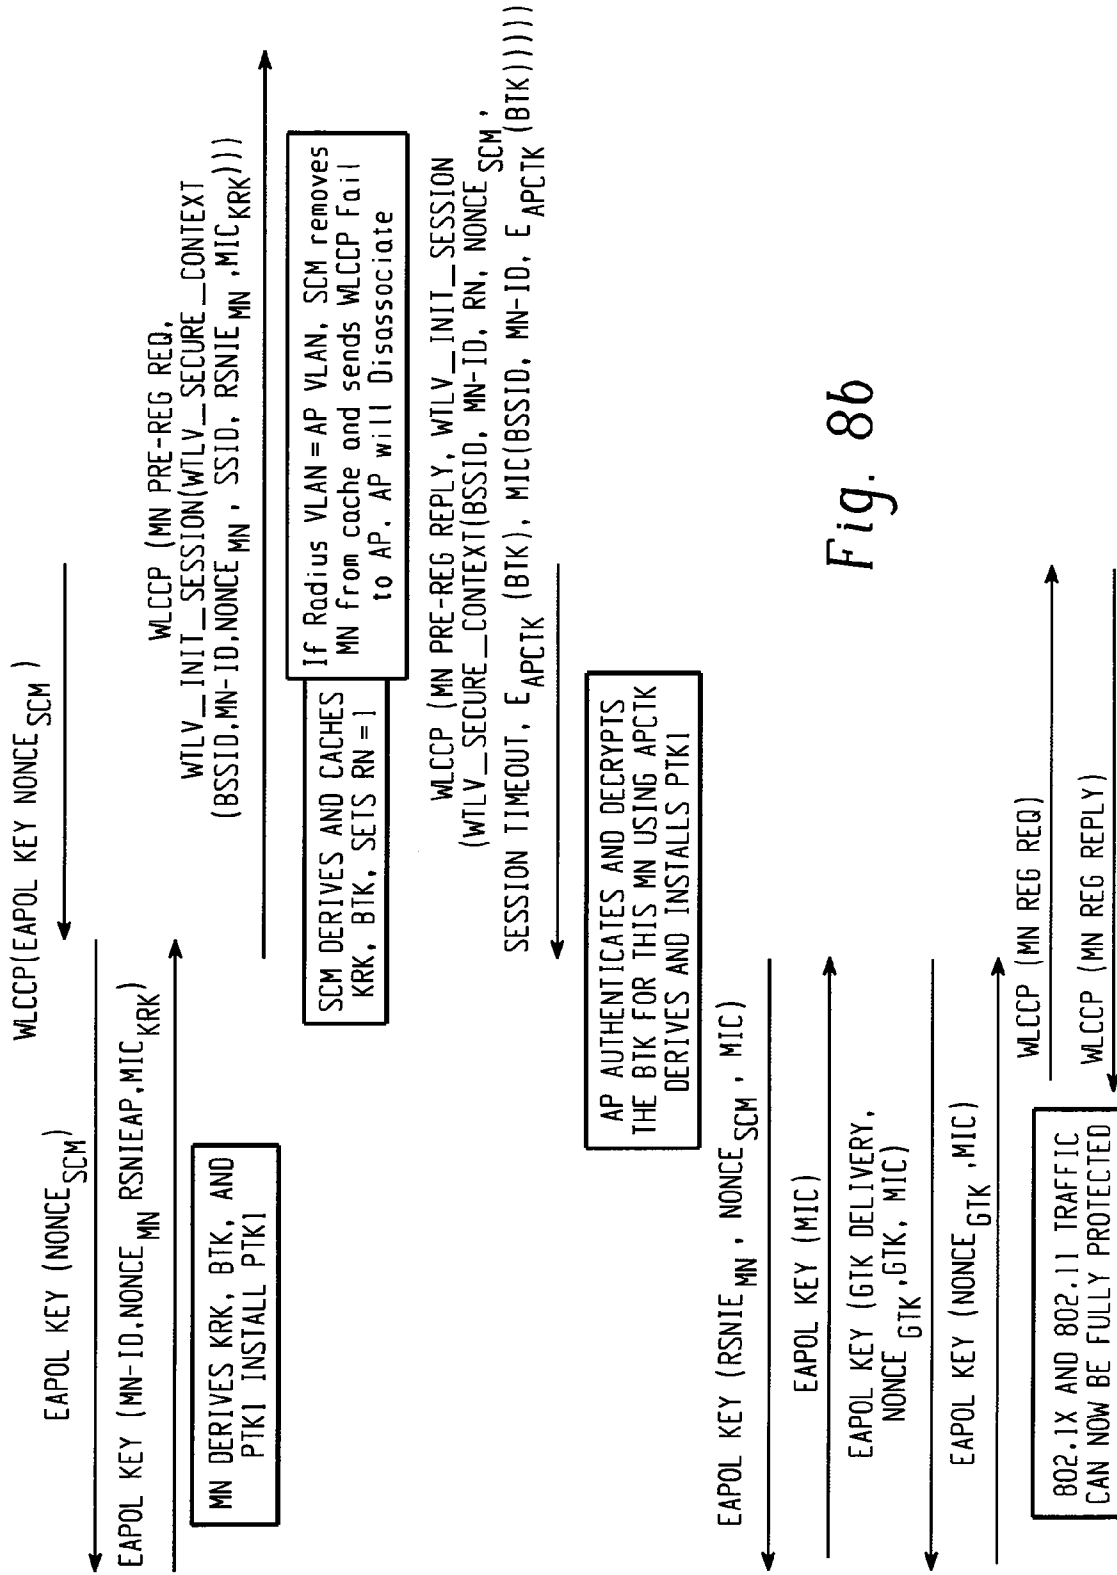 WLCCP(EAPOL KEY NONCE SCM)
EAPOL KEY (NONCE SCM)
EAPOL KEY (MN-ID,NONCE MN RSNIEAP,MIC KRK)
MN DERIVES KRK, BTK, AND
PTK1 INSTALL PTK1
WLCCP (MN PRE-REG REQ,
WTLV_INIT_SESSION(WTLV_SECURE_CONTEXT
(BSSID,MN-ID,NONCE MN , SSID, RSNIE MN ,MIC KRK)))
SCM DERIVES AND CACHES
KRK, BTK, SETS RN=1
If Radius VLAN=AP VLAN, SCM removes
MN from cache and sends WLCCP Fail
to AP. AP will Disassociate
WLCCP (MN PRE-REG REPLY, WTLV_INIT_SESSION
(WTLV_SECURE_CONTEXT(BSSID, MN-ID, RN, NONCE SCM,
SESSION TIMEOUT, E APCTK (BTK), MIC(BSSID, MN-ID, E APCTK (BTK)))))
AP AUTHENTICATES AND DECRYPTS
THE BTK FOR THIS MN USING APCTK
DERIVES AND INSTALLS PTK1
EAPOL KEY (RSNIE MN , NONCE SCM , MIC)
EAPOL KEY (MIC)
EAPOL KEY (GTK DELIVERY,
NONCE GTK ,GTK, MIC)
EAPOL KEY (NONCE GTK ,MIC)
WLCCP (MN REG REQ)
WLCCP (MN REG REPLY)
802.1X AND 802.11 TRAFFIC
CAN NOW BE FULLY PROTECTED
Fig. 8b